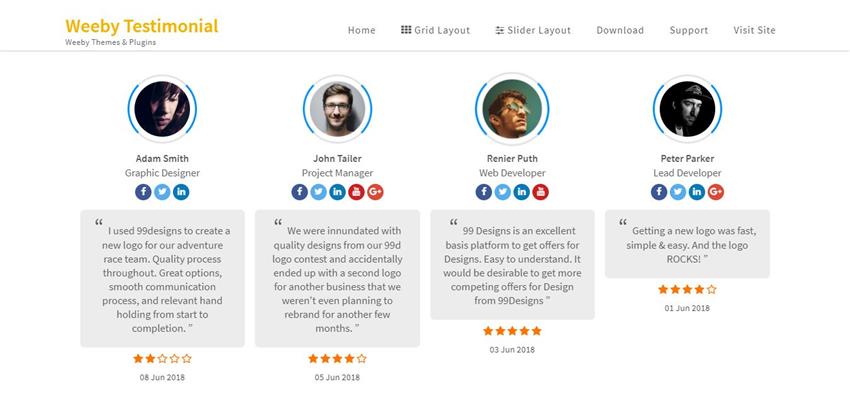 Weeby Testimonial
Weeby Themes & Plugins
Home
Grid Layout
Slider Layout
Download
Support
Visit Site
Adam Smith
Graphic Designer
“ I used 99designs to create a
new logo for our adventure
race team. Quality process
throughout. Great options,
smooth communication
process, and relevant hand
holding from start to
completion. ”
08 Jun 2018
John Tailer
Project Manager
“ We were innundated with
quality designs from our 99d
logo contest and accidentally
ended up with a second logo
for another business that we
weren't even planning to
rebrand for another few
months. ”
05 Jun 2018
Renier Puth
Web Developer
“ 99 Designs is an excellent
basis platform to get offers for
Designs. Easy to understand. It
would be desirable to get more
competing offers for Design
from 99Designs ”
03 Jun 2018
Peter Parker
Lead Developer
“ Getting a new logo was fast,
simple & easy. And the logo
ROCKS! ”
01 Jun 2018